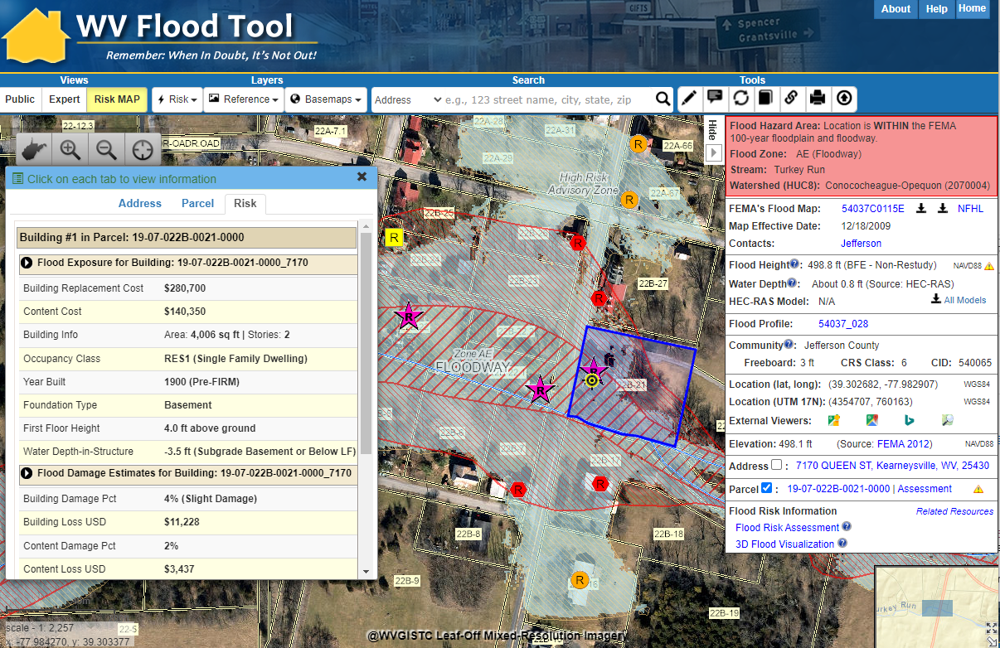 WV Flood Tool
Remember: When In Doubt, It's Not Out!
GIFTS
Spencer
Grantsville
About
Help
Home
Views
Layers
Search
Tools
Public
Expert
Risk MAP
Risk
Reference
Basemaps
Address
e.g., 123 street name, city, state, zip
Click on each tab to view information
Address
Parcel
Risk
Building #1 in Parcel: 19-07-022B-0021-0000
Flood Exposure for Building: 19-07-022B-0021-0000_7170
Building Replacement Cost $280,700
Content Cost $140,350
Building Info Area: 4,006 sq ft | Stories: 2
Occupancy Class RES1 (Single Family Dwelling)
Year Built 1900 (Pre-FIRM)
Foundation Type Basement
First Floor Height 4.0 ft above ground
Water Depth-in-Structure -3.5 ft (Subgrade Basement or Below LF)
Flood Damage Estimates for Building: 19-07-022B-0021-0000_7170
Building Damage Pct 4% (Slight Damage)
Building Loss USD $11,228
Content Damage Pct 2%
Content Loss USD $3,437
scale - 1: 2,257
x: -77.984270, y: 39.303377
22-12.3
R-OADR.OAD
22A-7.1
22A-28
22A-31
22A-29
R
22A-66
High Risk
Advisory Zone
R
22A-67
22B-25
R
R
22B-24
22B-23
22B-27
R
R
Zone AE
FLOODWAY
R
R
B-21
22B-6
22B-7
22B-17
R
R
22B-8
22B-18
22B-9
R
22B-19
22-5
@WVGISTC Leaf-Off Mixed-Resolution Imagery
Hide
Flood Hazard Area: Location is WITHIN the FEMA
100-year floodplain and floodway.
Flood Zone: AE (Floodway)
Stream: Turkey Run
Watershed (HUC8): Conococheague-Opequon (2070004)
FEMA's Flood Map: 54037C0115E NFHL
Map Effective Date: 12/18/2009
Contacts: Jefferson
Flood Height: 498.8 ft (BFE - Non-Restudy) NAVD88
Water Depth: About 0.8 ft (Source: HEC-RAS)
HEC-RAS Model: N/A All Models
Flood Profile: 54037_028
Community: Jefferson County
Freeboard: 3 ft CRS Class: 6 CID: 540065
Location (lat, long): (39.302682, -77.982907) WGS84
Location (UTM 17N): (4354707, 760163) WGS84
External Viewers:
Elevation: 498.1 ft (Source: FEMA 2012) NAVD88
Address : 7170 QUEEN ST, Kearneysville, WV, 25430
Parcel : 19-07-022B-0021-0000 | Assessment
Flood Risk Information Related Resources
Flood Risk Assessment
3D Flood Visualization
urkey Run